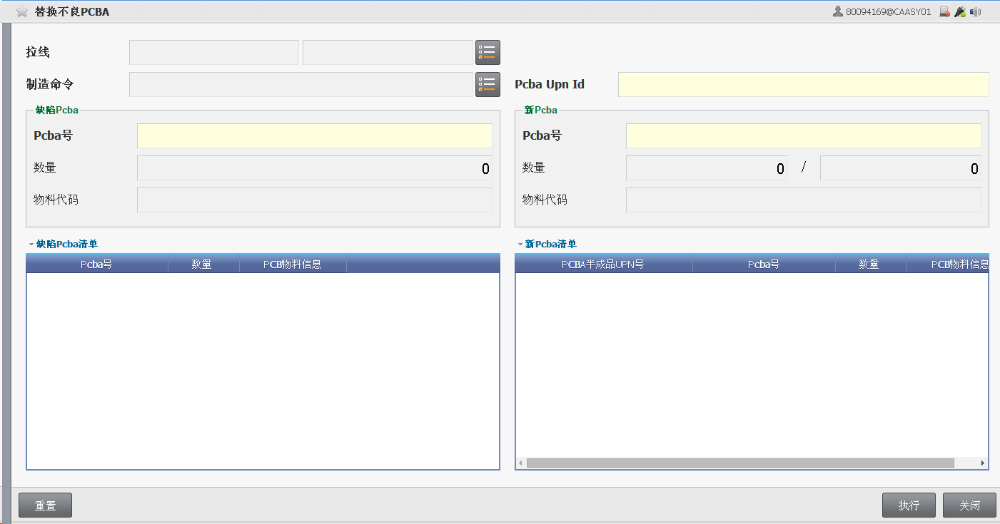 替换不良PCBA
80094169@CAASY01
拉线
制造命令
Pcba Upn Id
缺陷Pcba
Pcba号
数量
0
物料代码
新Pcba
Pcba号
数量
0 / 0
物料代码
缺陷Pcba清单
Pcba号 数量 PCB物料信息
新Pcba清单
PCBA半成品UPN号 Pcba号 数量 PCB物料信息
重置
执行
关闭